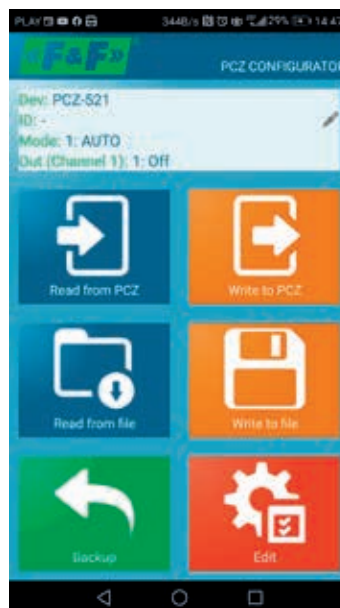 PLAY 344B/s 29% 14:47
«F&F»
PCZ CONFIGURATOR
Dev: PCZ-521
ID: -
Mode: 1: AUTO
Out (Channel 1): 1: Off
Read from PCZ
Write to PCZ
Read from file
Write to file
Backup
Edit